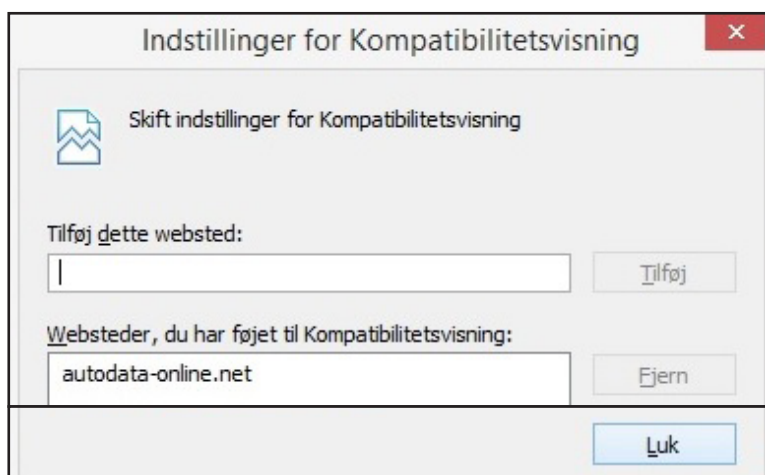 Indstillinger for Kompatibilitetsvisning
Skift indstillinger for Kompatibilitetsvisning
Tilføj dette websted:
Tilføj
Websteder, du har føjet til Kompatibilitetsvisning:
autodata-online.net
Fjern
Luk